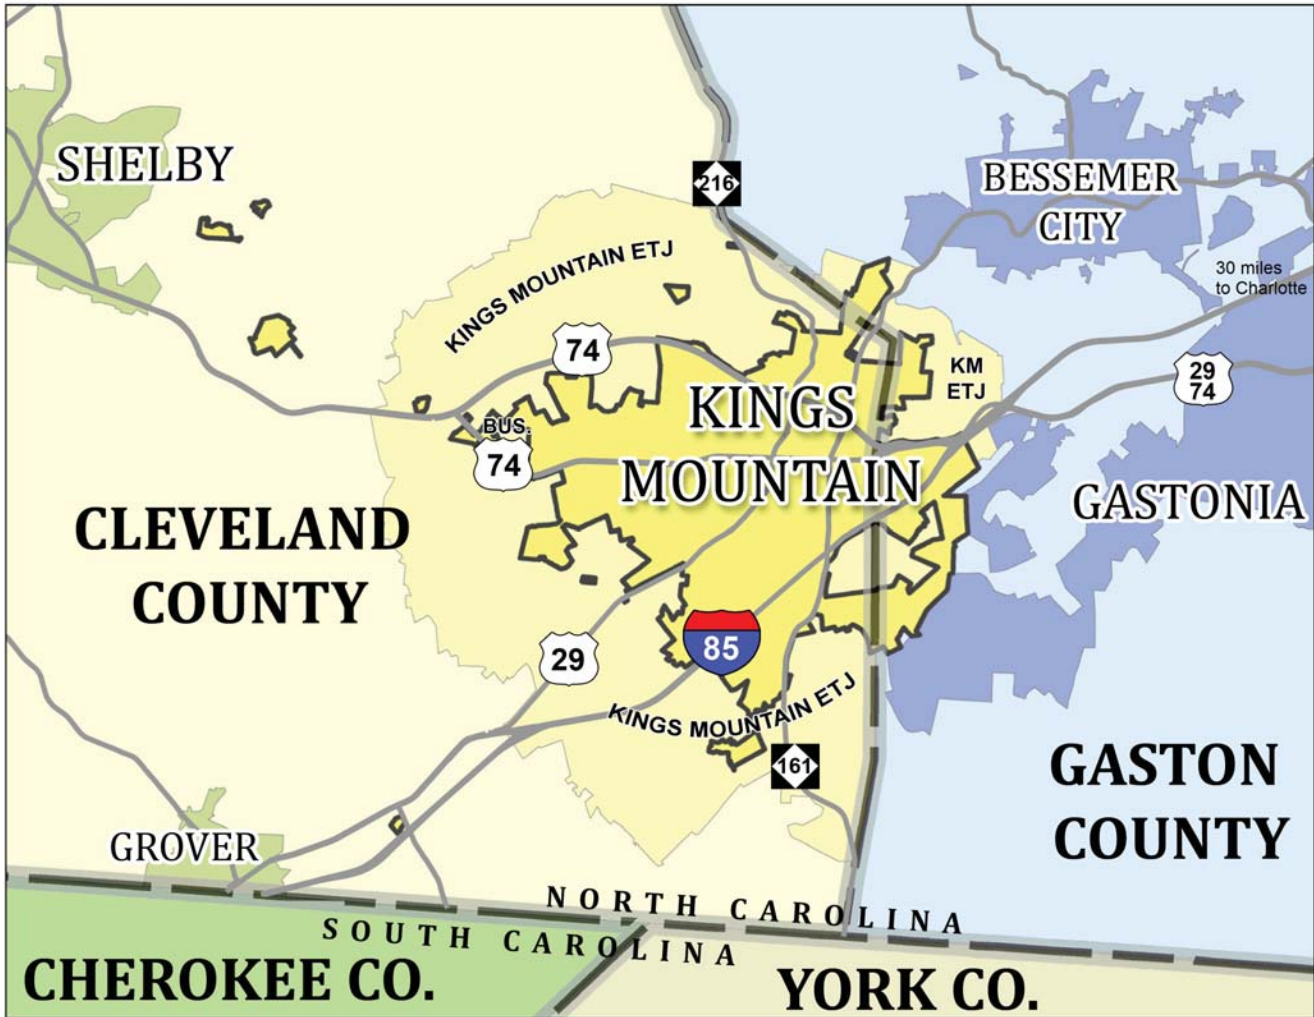 SHELBY
216
BESSEMER
CITY
30 miles
to Charlotte
KINGS MOUNTAIN ETJ
74
KM
ETJ
29
74
KINGS
MOUNTAIN
BUS.
74
GASTONIA
CLEVELAND
COUNTY
29
85
KINGS MOUNTAIN ETJ
161
GASTON
COUNTY
GROVER
NORTH CAROLINA
SOUTH CAROLINA
CHEROKEE CO.
YORK CO.